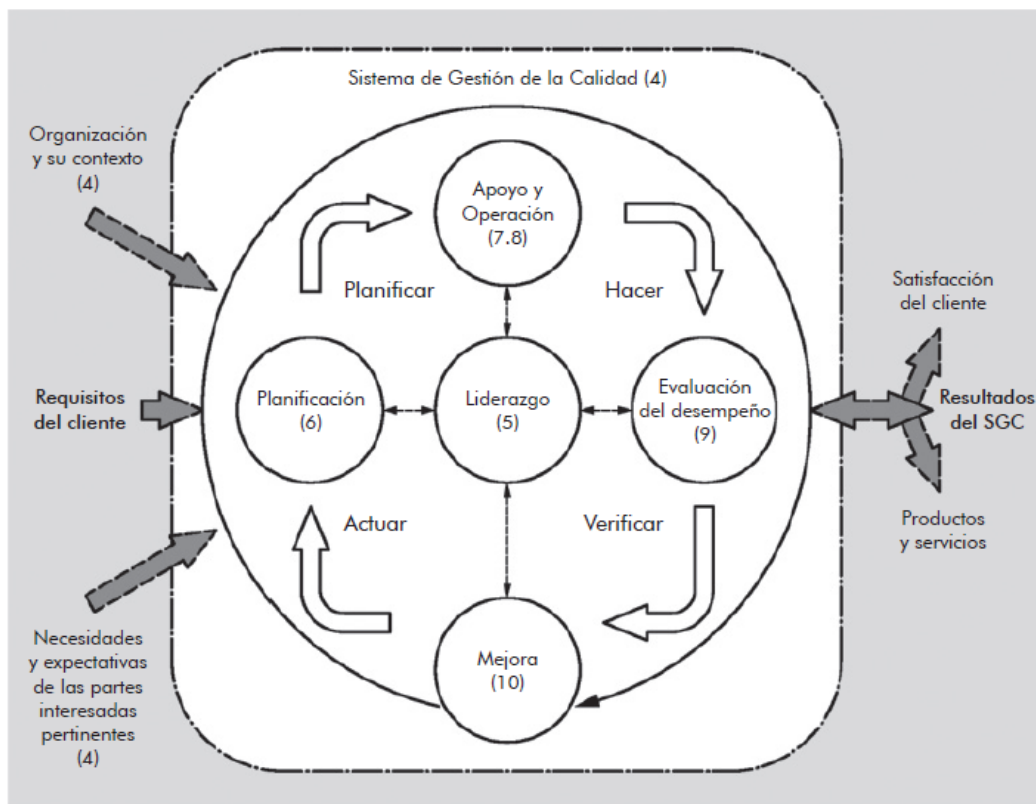 Sistema de Gestión de la Calidad (4)
Organización
y su contexto
(4)
Apoyo y
Operación
(7.8)
Planificar
Hacer
Satisfacción
del cliente
Requisitos
del cliente
Planificación
(6)
Liderazgo
(5)
Evaluación
del desempeño
(9)
Resultados
del SGC
Actuar
Verificar
Productos
y servicios
Necesidades
y expectativas
de las partes
interesadas
pertinentes
(4)
Mejora
(10)